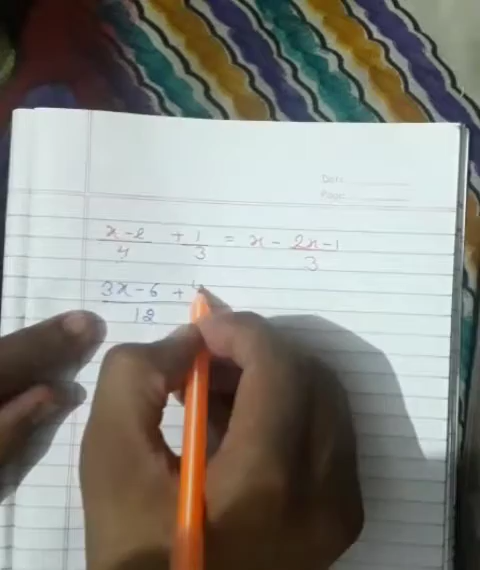 Date
Page
x-2/4 + 1/3 = x - 2x-1/3
3x-6 + 4/12